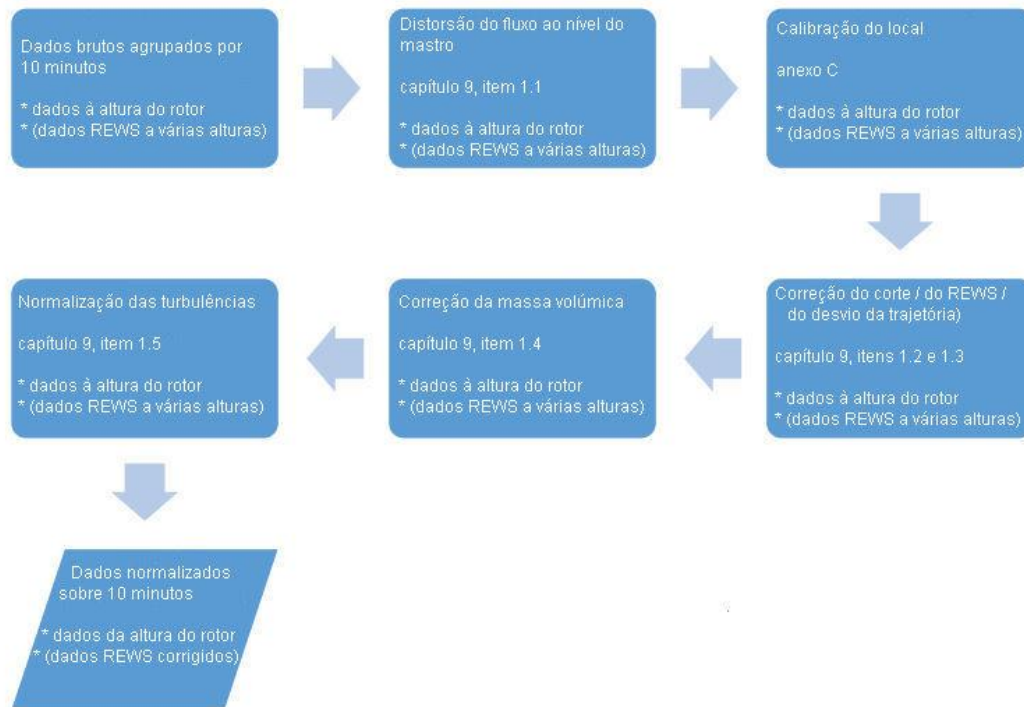 Dados brutos agrupados por
10 minutos
* dados à altura do rotor
* (dados REWS a várias alturas)
Distorsão do fluxo ao nível do
mastro
capítulo 9, item 1.1
* dados à altura do rotor
* (dados REWS a várias alturas)
Calibração do local
anexo C
* dados à altura do rotor
* (dados REWS a várias alturas)
Correção do corte / do REWS /
do desvio da trajetória)
capítulo 9, itens 1.2 e 1.3
* dados à altura do rotor
* (dados REWS a várias alturas)
Correção da massa volúmica
capítulo 9, item 1.4
* dados à altura do rotor
* (dados REWS a várias alturas)
Normalização das turbulências
capítulo 9, item 1.5
* dados à altura do rotor
* (dados REWS a várias alturas)
Dados normalizados
sobre 10 minutos
* dados da altura do rotor
* (dados REWS corrigidos)